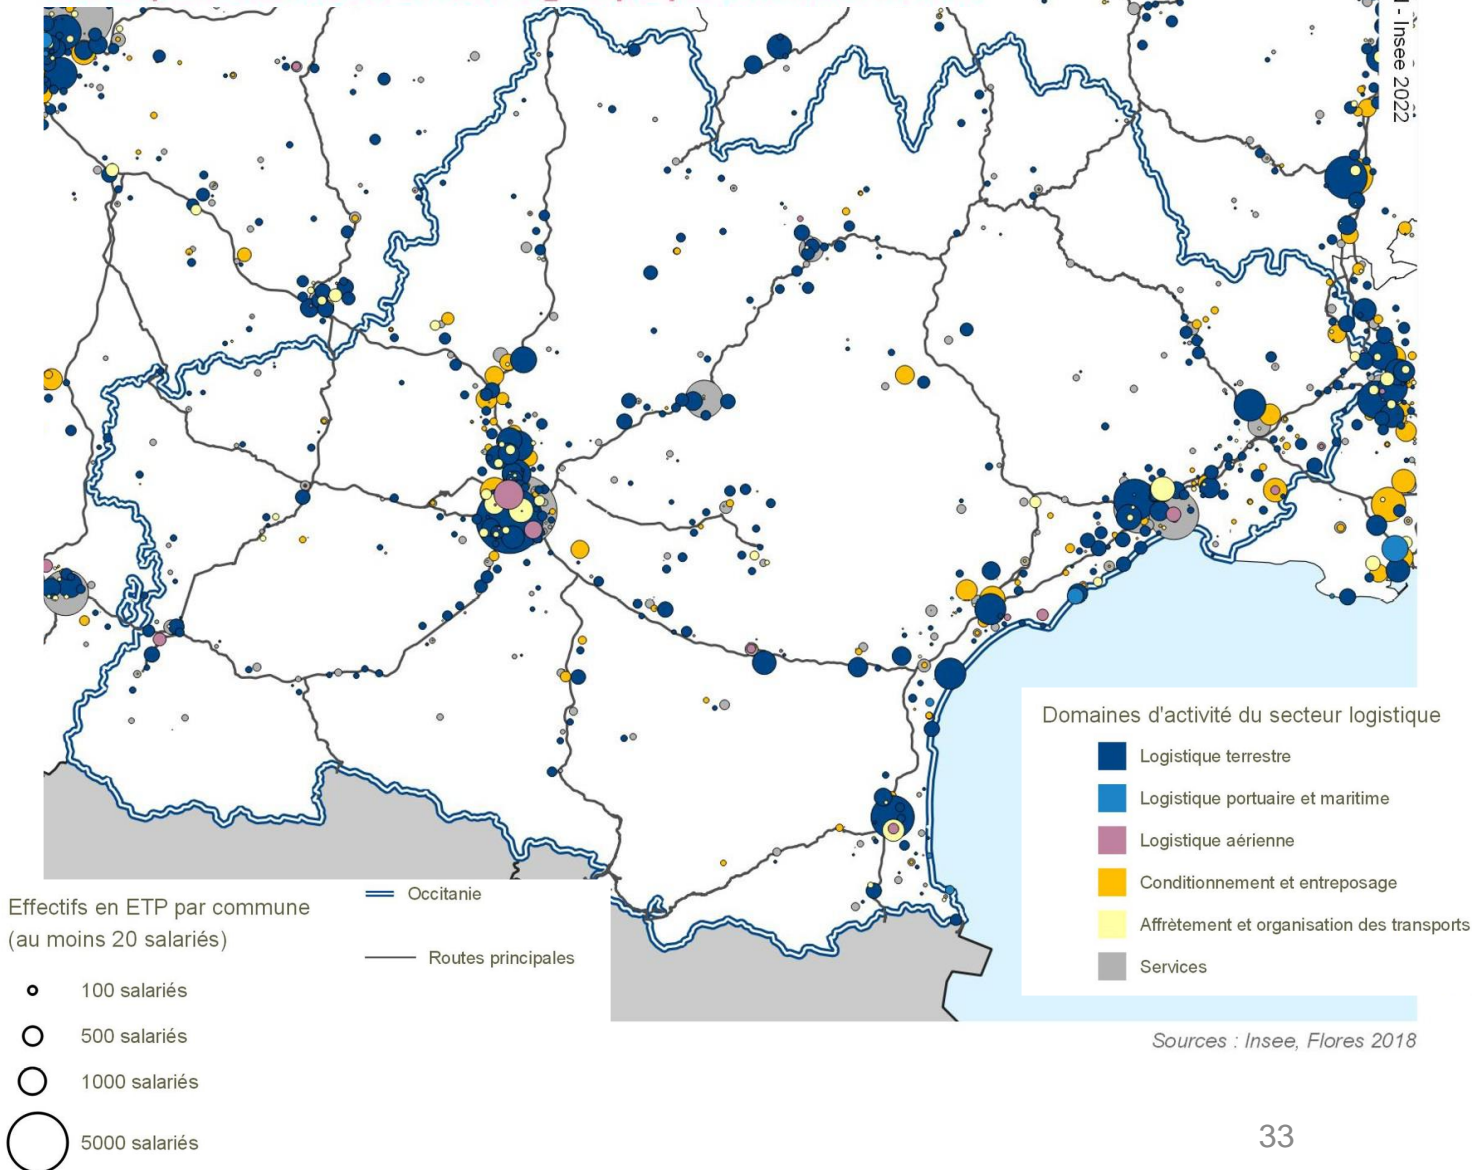 - Insee 2022
Domaines d'activité du secteur logistique
Logistique terrestre
Logistique portuaire et maritime
Logistique aérienne
Conditionnement et entreposage
Affrètement et organisation des transports
Services
Occitanie
Routes principales
Effectifs en ETP par commune
(au moins 20 salariés)
100 salariés
500 salariés
1000 salariés
5000 salariés
Sources : Insee, Flores 2018
33